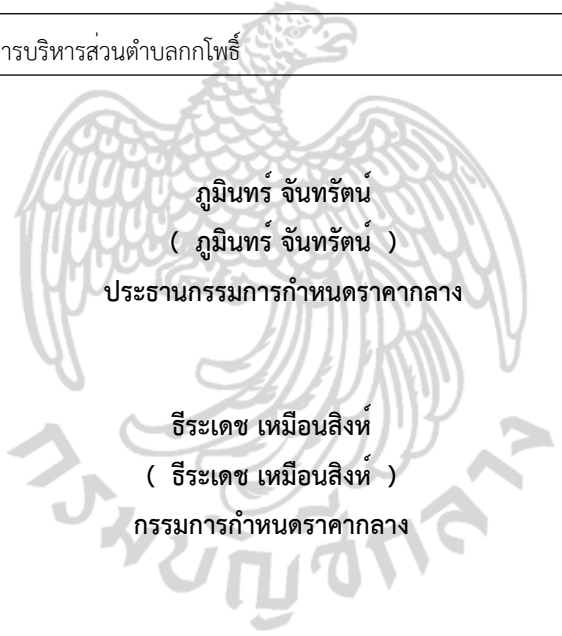 ารบริหารส่วนตำบลกกโพธิ์
ภูมินทร์ จันทรัตน์
( ภูมินทร์ จันทรัตน์ )
ประธานกรรมการกำหนดราคากลาง
ธีระเดช เหมือนสิงห์
( ธีระเดช เหมือนสิงห์ )
กรรมการกำหนดราคากลาง
กรมบัญชีกลาง